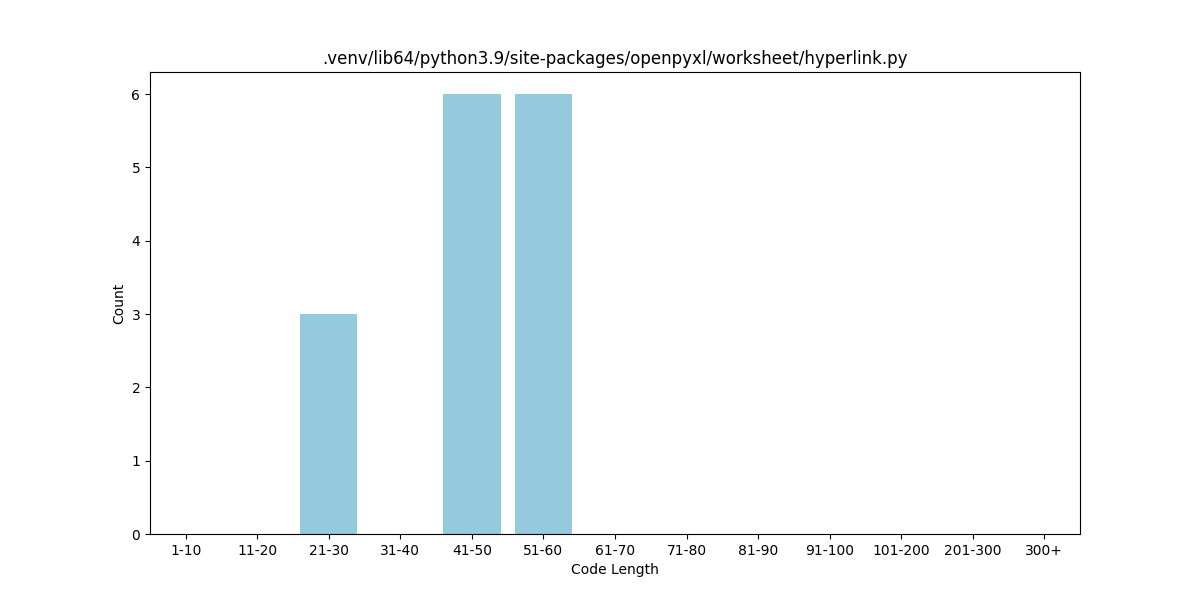 .venv/lib64/python3.9/site-packages/openpyxl/worksheet/hyperlink.py
6
5
4
3
2
1
0
Count
1-10 11-20 21-30 31-40 41-50 51-60 61-70 71-80 81-90 91-100 101-200 201-300 300+
Code Length